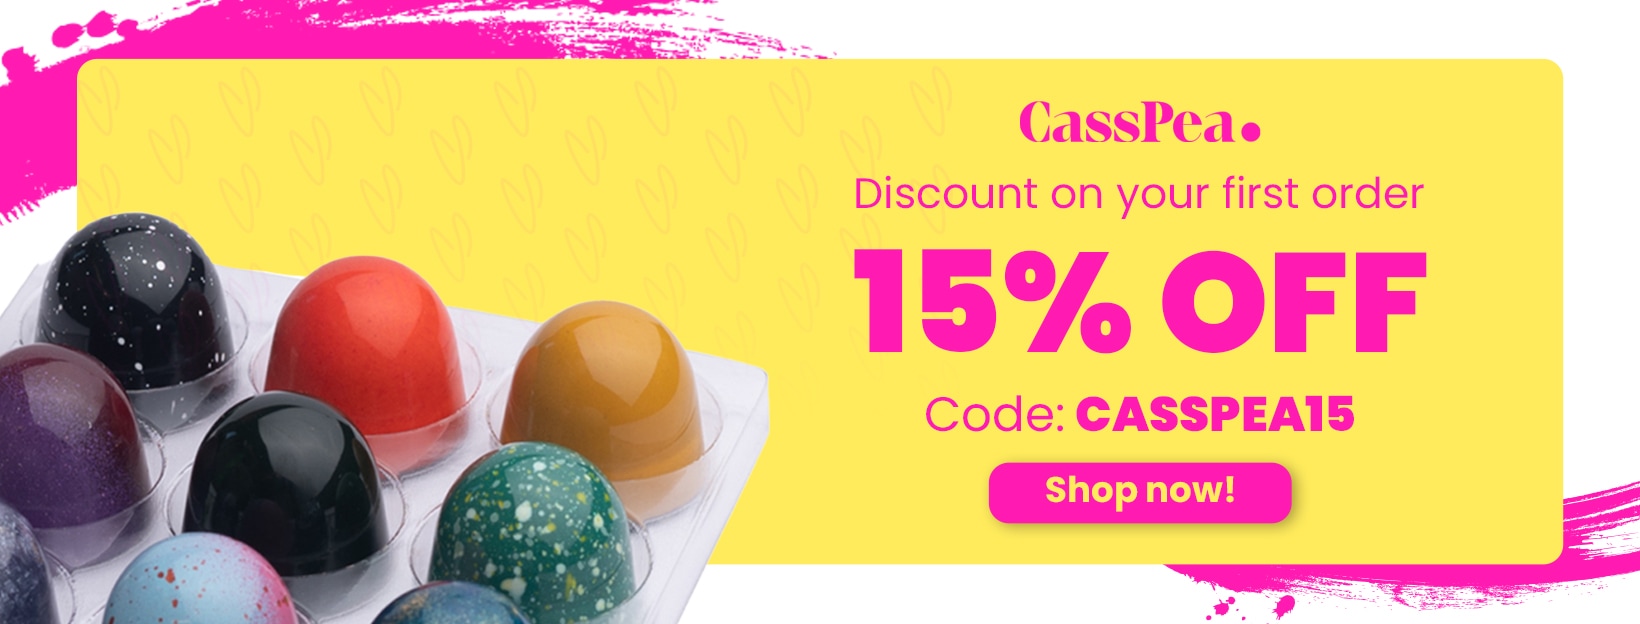 CassPea.
Discount on your first order
15% OFF
Code: CASSPEA15
Shop now!